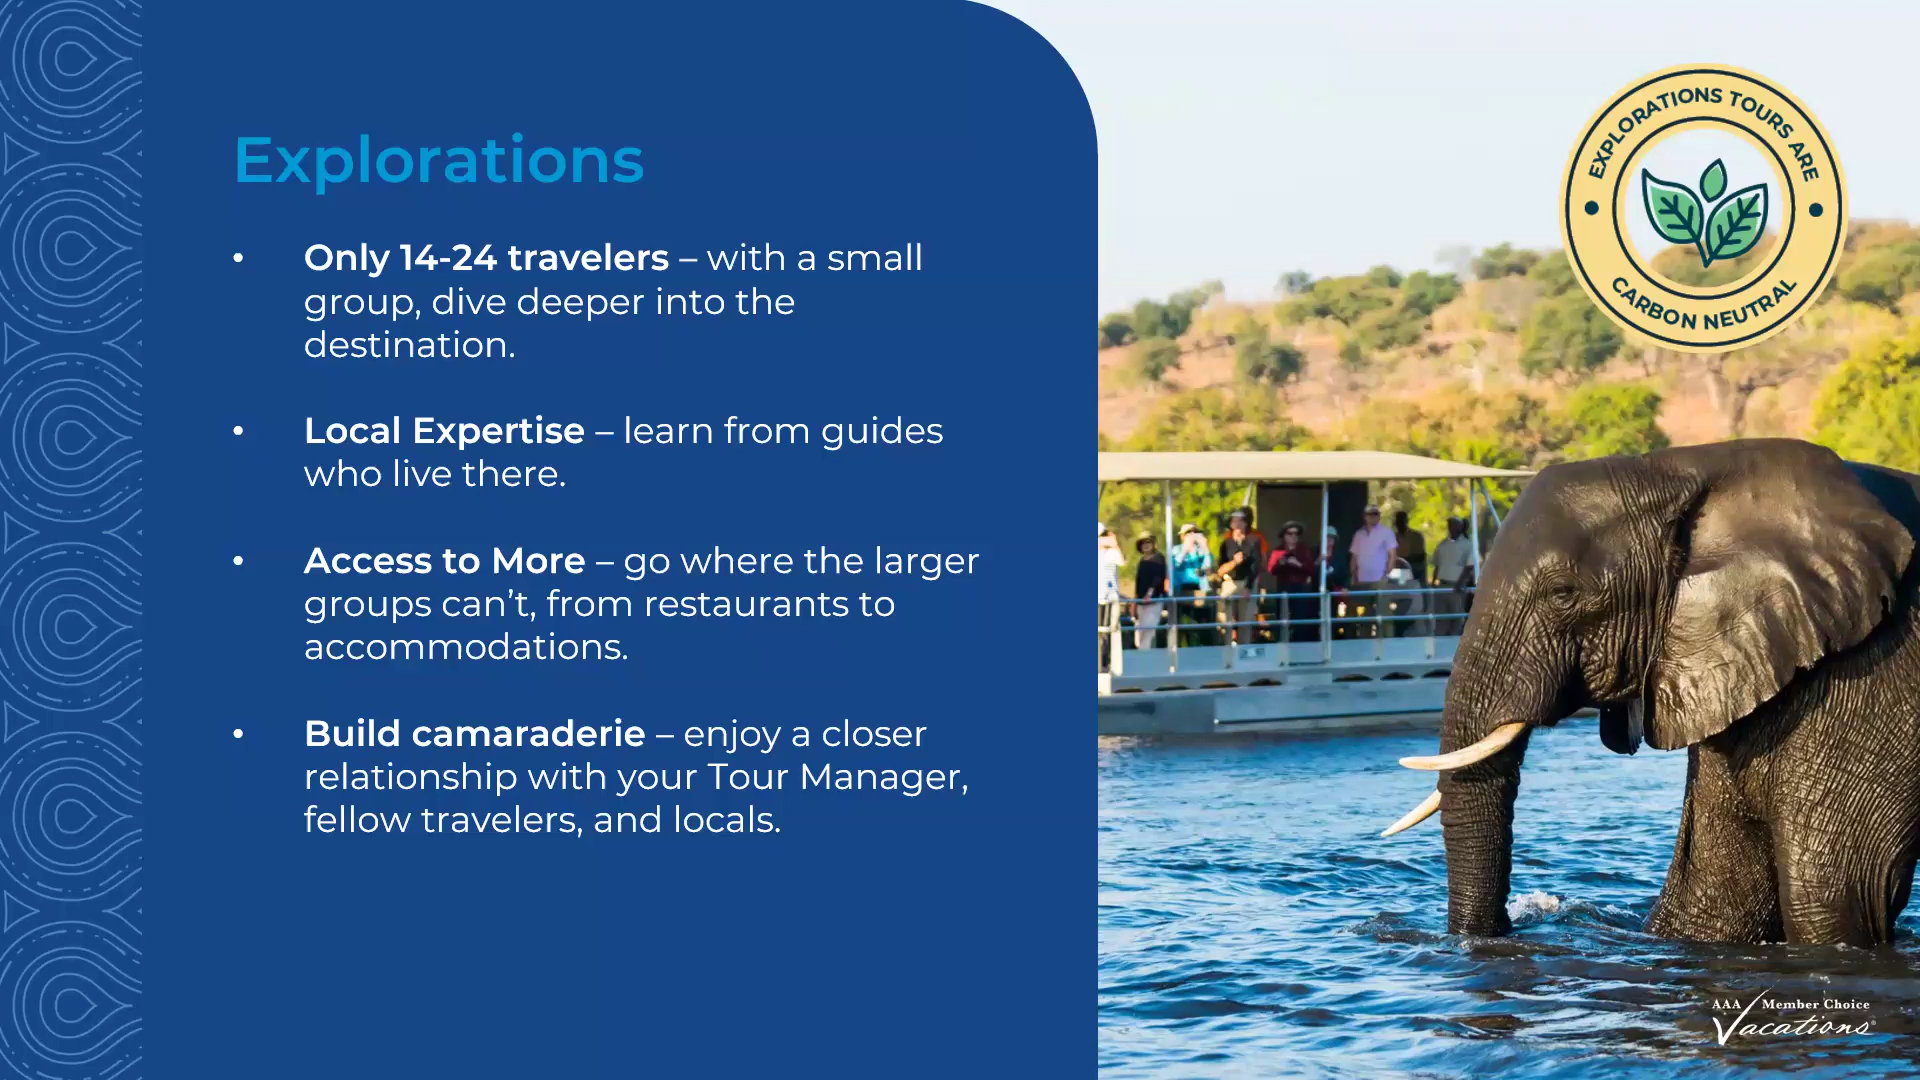 Explorations
• Only 14-24 travelers – with a small
group, dive deeper into the
destination.
• Local Expertise – learn from guides
who live there.
• Access to More – go where the larger
groups can’t, from restaurants to
accommodations.
• Build camaraderie – enjoy a closer
relationship with your Tour Manager,
fellow travelers, and locals.
EXPLORATIONS TOURS ARE
CARBON NEUTRAL
AAA Member Choice
Vacations®